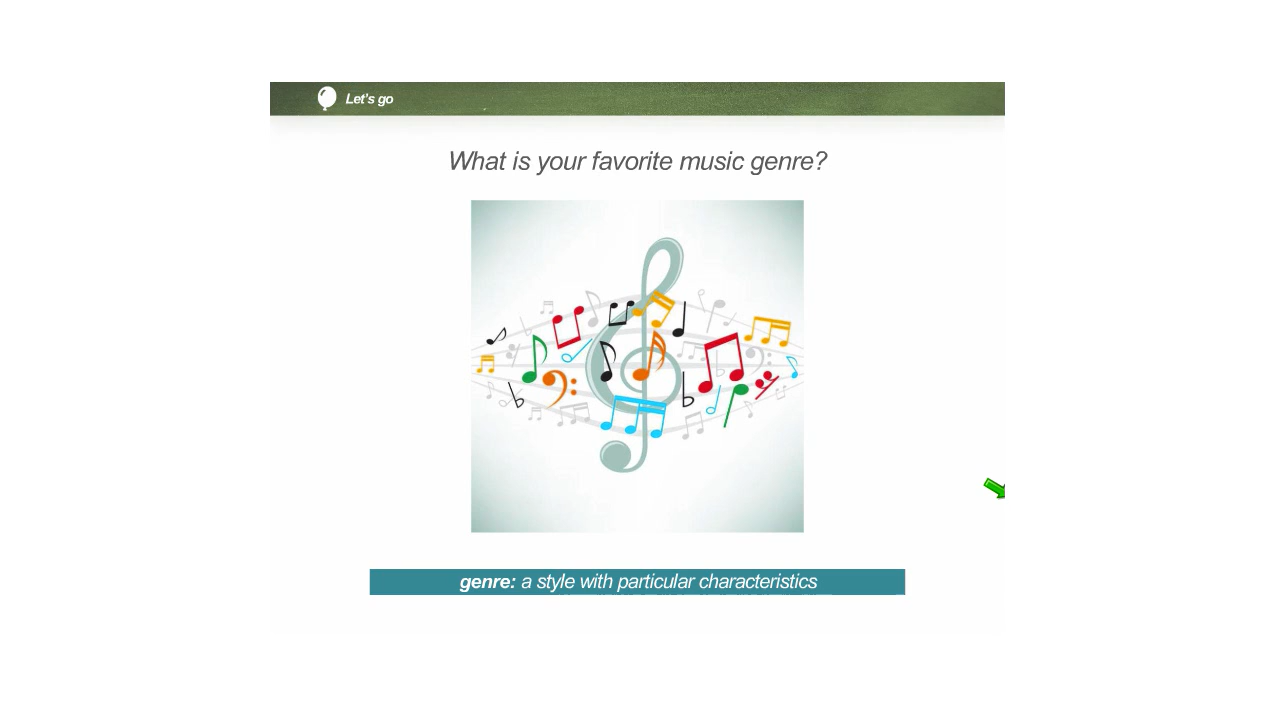 Let's go
What is your favorite music genre?
genre: a style with particular characteristics